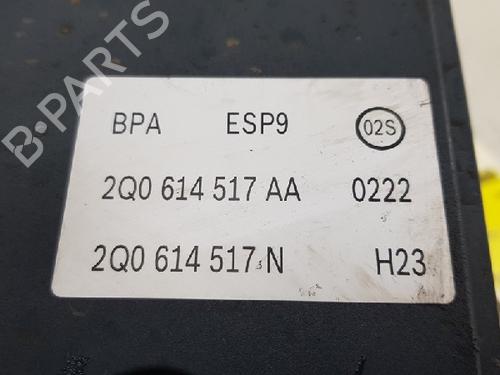 BPA ESP9 02S
2Q0 614 517 AA 0222
2Q0 614 517 N H23
B-PARTS